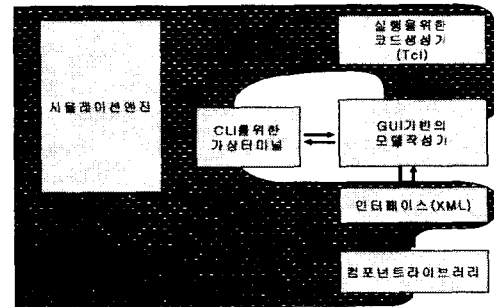 실행을위한
코드생성기
(Tcl)
시뮬레이션엔진
CLI를위한
가상터미널
GUI기반의
모델작성기
인터페이스(XML)
컴포넌트라이브러리